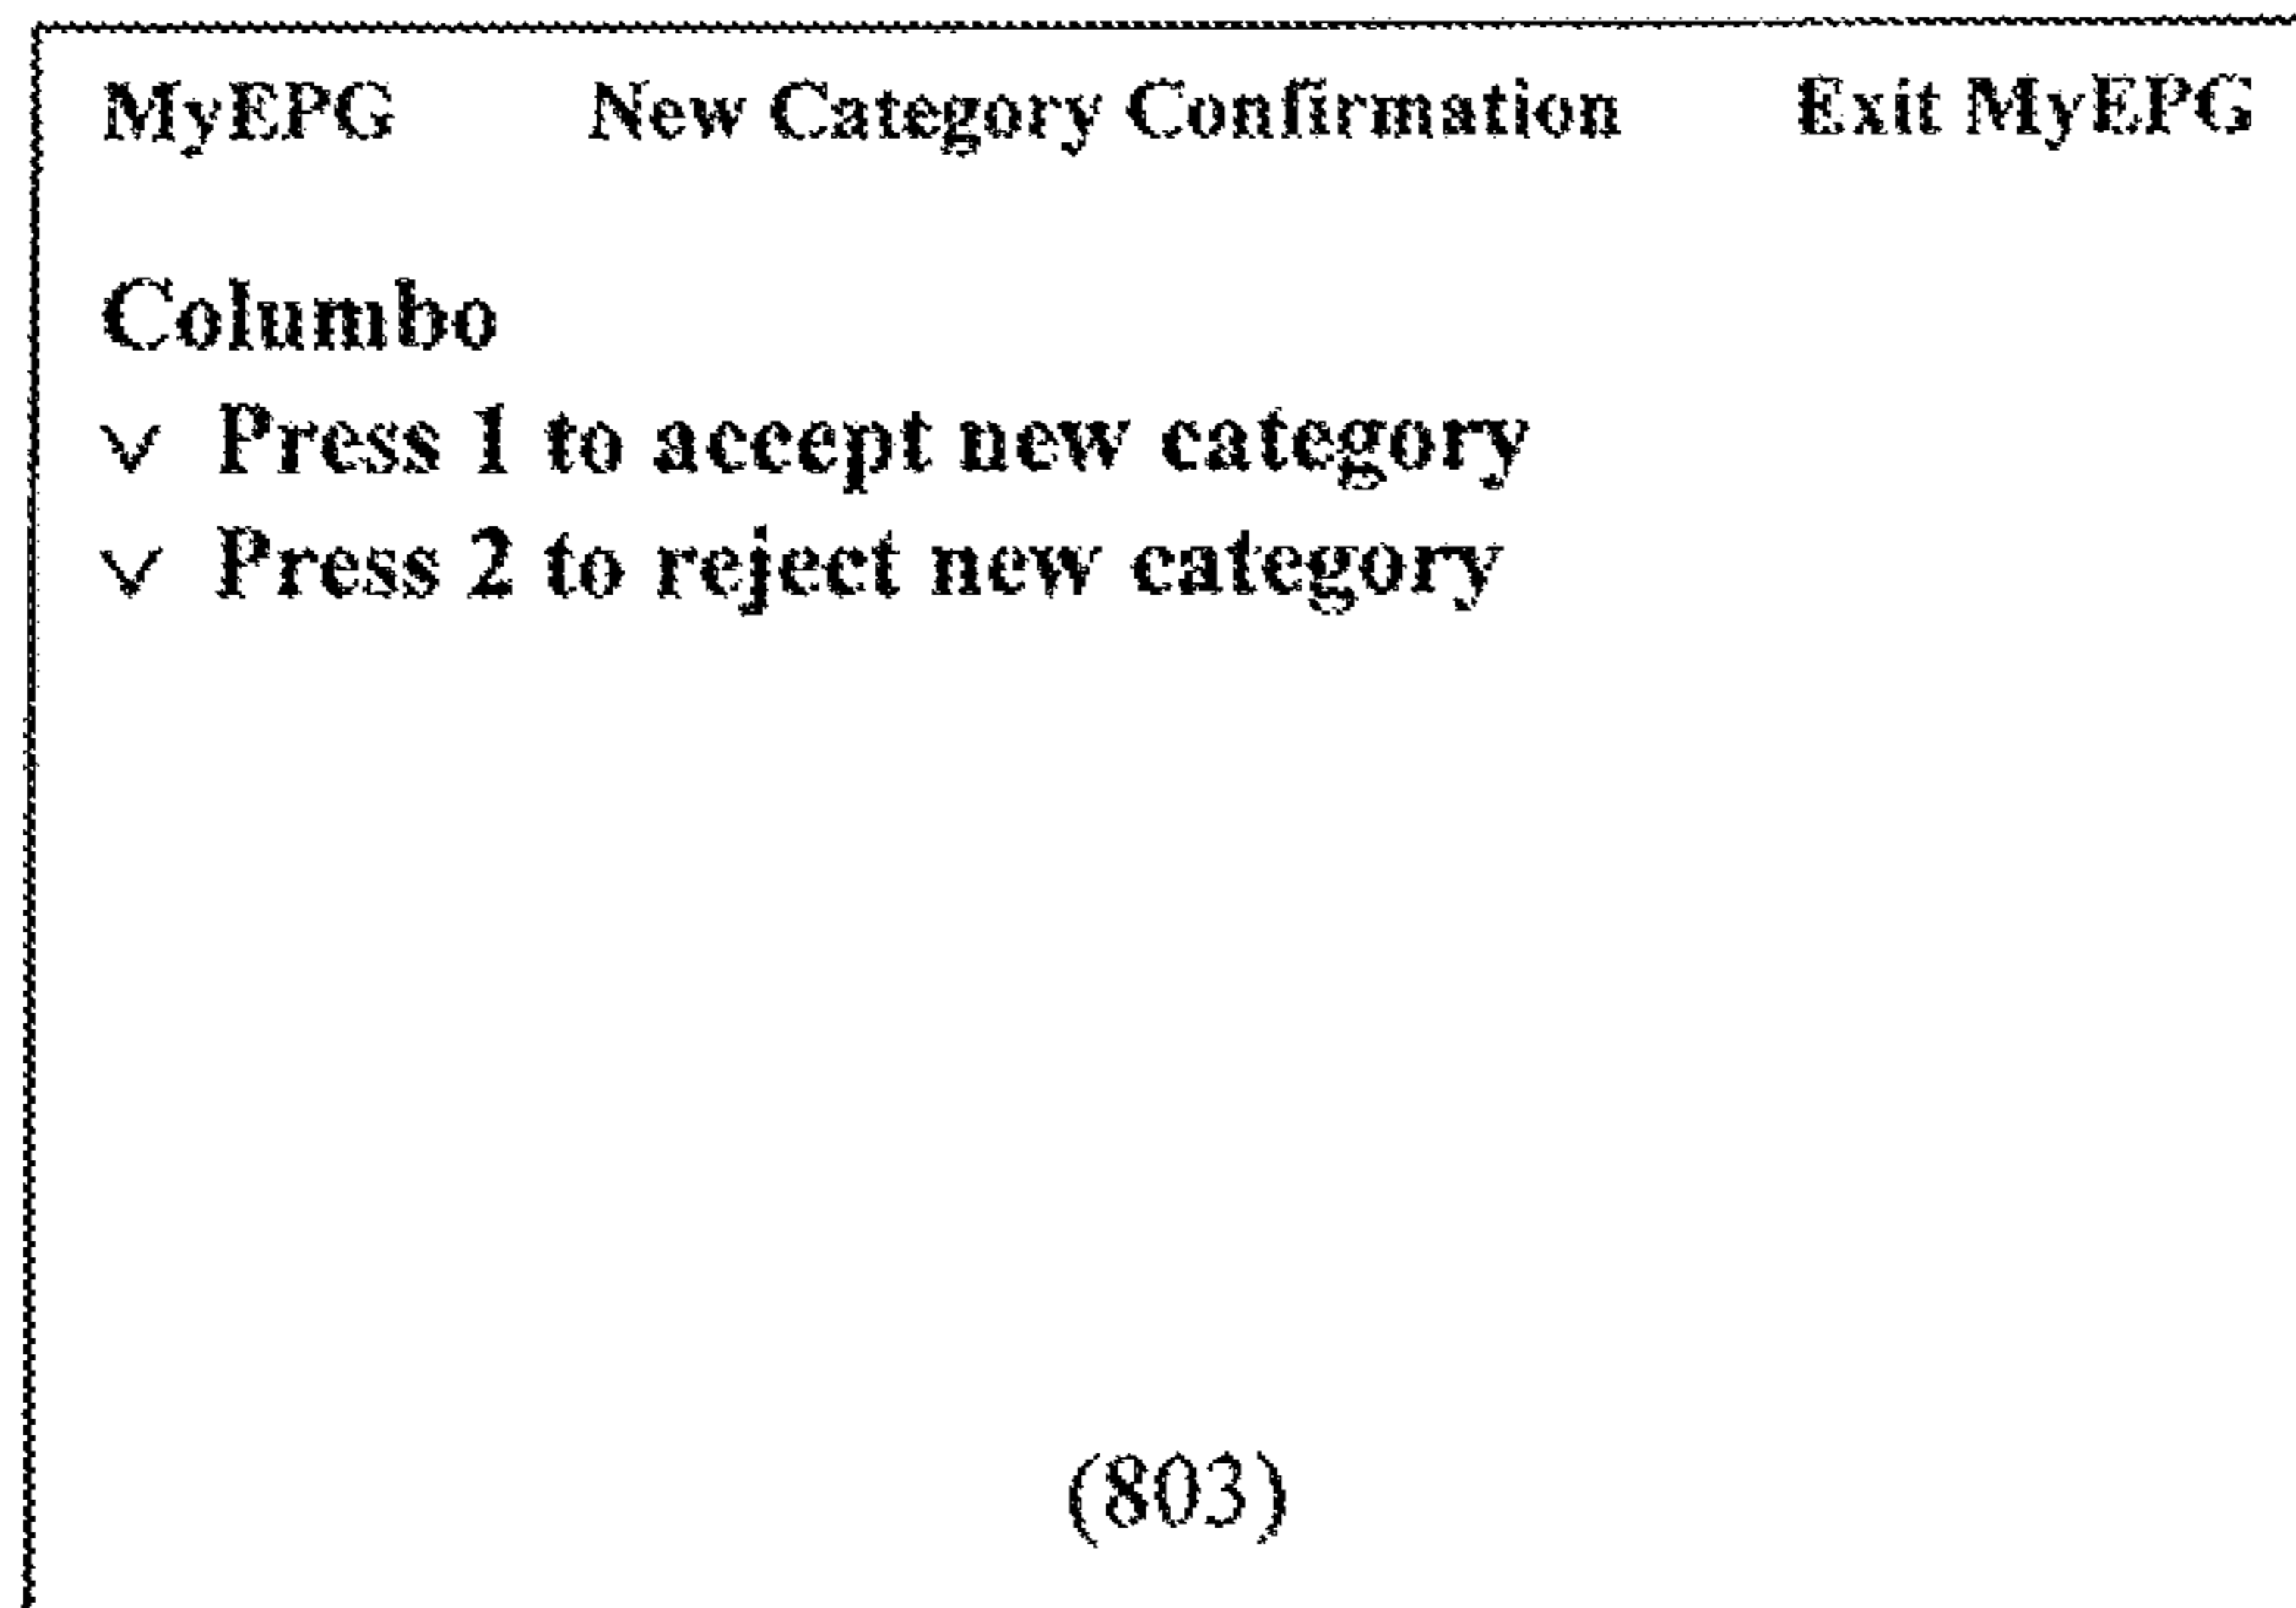 MyEPG New Category Confirmation Exit MyEPG
Columbo
Press 1 to accept new category
Press 2 to reject new category
(803)